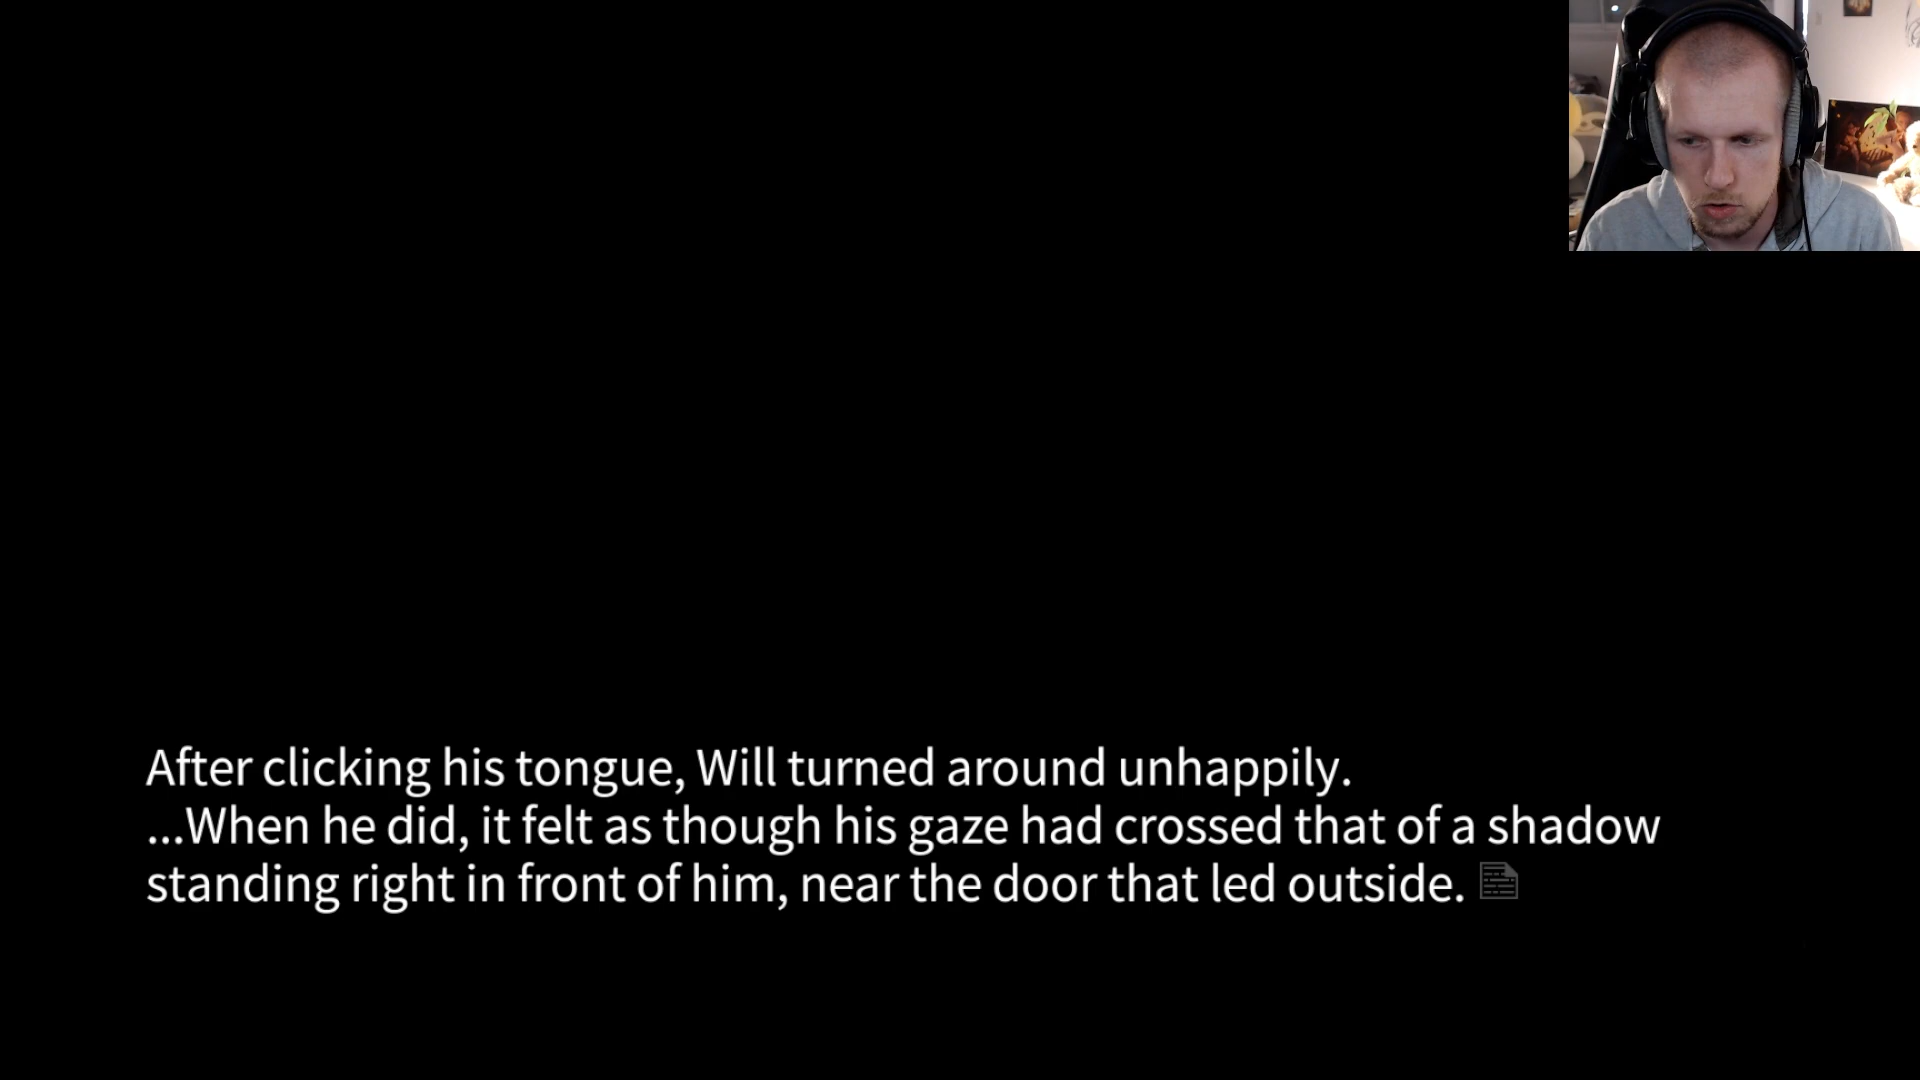 After clicking his tongue, Will turned around unhappily.
...When he did, it felt as though his gaze had crossed that of a shadow
standing right in front of him, near the door that led outside.